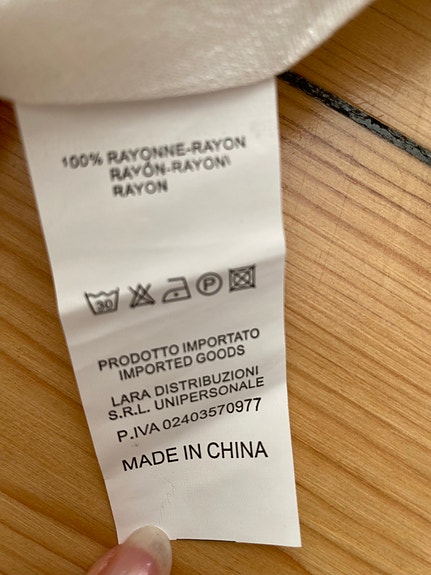 100% RAYONNE-RAYON
RAYÓN-RAYONI
RAYON
30 P
PRODOTTO IMPORTATO
IMPORTED GOODS
LARA DISTRIBUZIONI
S.R.L. UNIPERSONALE
P.IVA 02403570977
MADE IN CHINA